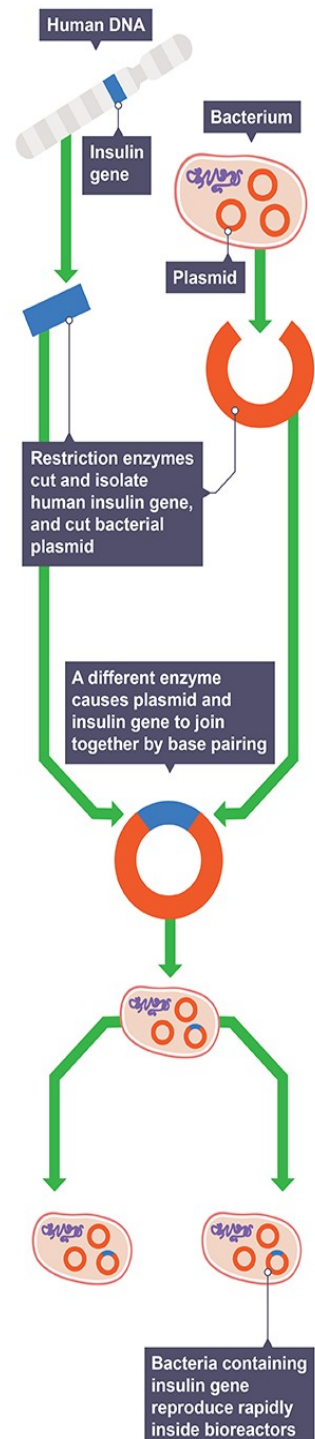 Human DNA
Insulin
gene
Bacterium
Plasmid
Restriction enzymes
cut and isolate
human insulin gene,
and cut bacterial
plasmid
A different enzyme
causes plasmid and
insulin gene to join
together by base pairing
Bacteria containing
insulin gene
reproduce rapidly
inside bioreactors